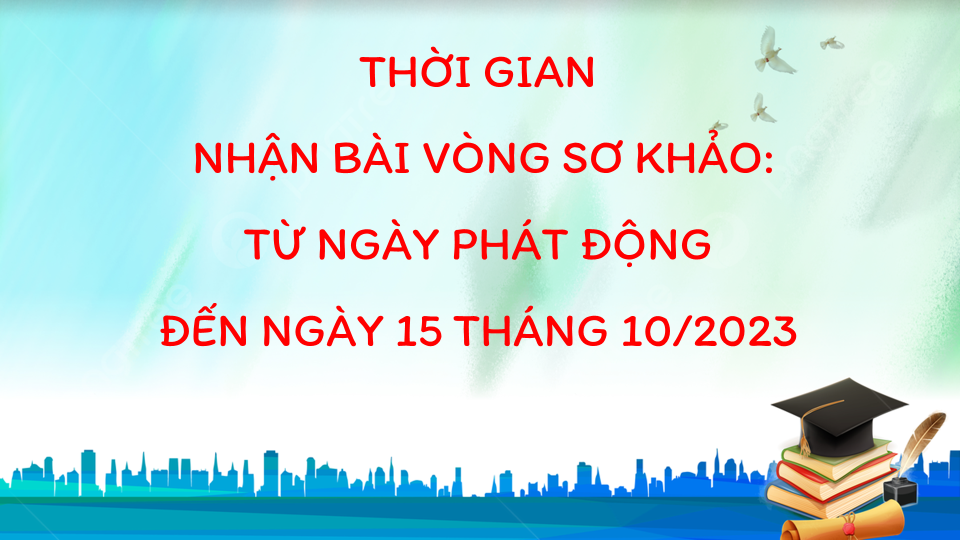 THỜI GIAN
NHẬN BÀI VÒNG SƠ KHẢO:
TỪ NGÀY PHÁT ĐỘNG
ĐẾN NGÀY 15 THÁNG 10/2023